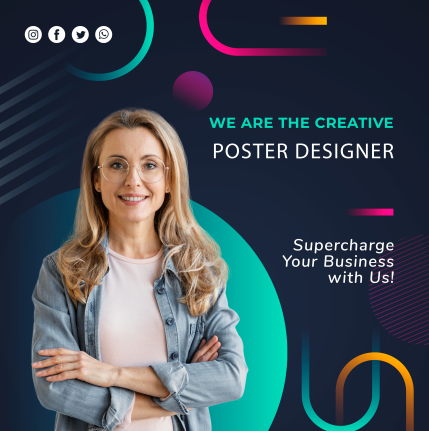 WE ARE THE CREATIVE
POSTER DESIGNER
Supercharge
Your Business
with Us!